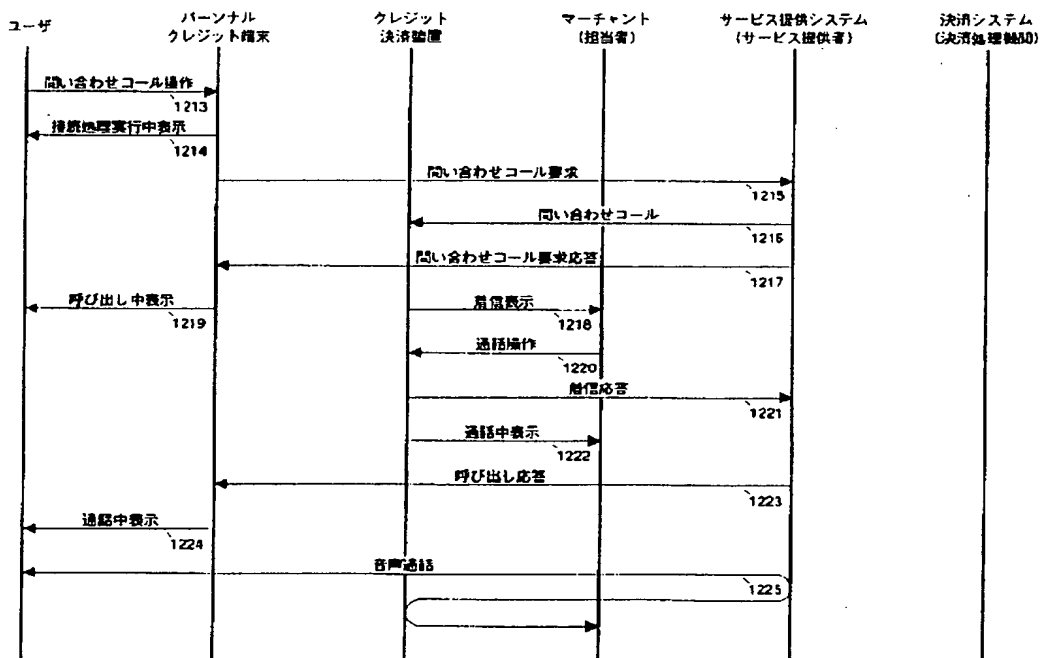 ユーザ
パーソナル
クレジット端末
クレジット
決済装置
マーチャント
(担当者)
サービス提供システム
(サービス提供者)
決済システム
(決済処理機関)
問い合わせコール操作
1213
接続処理実行中表示
1214
問い合わせコール要求
1215
問い合わせコール
1216
問い合わせコール要求応答
1217
呼び出し中表示
1219
着信表示
1218
通話操作
1220
着信応答
1221
通話中表示
1222
呼び出し応答
1223
通話中表示
1224
音声通話
1225